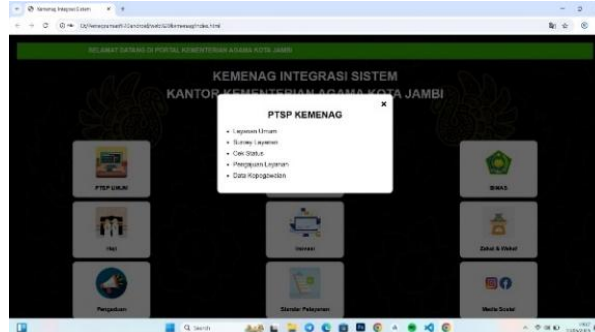 Kemenag Integrasi Sistem
SELAMAT DATANG DI PORTAL KEMENTERIAN AGAMA KOTA JAMBI
KEMENAG INTEGRASI SISTEM
KANTOR KEMENTERIAN AGAMA KOTA JAMBI
PTSP KEMENAG
Layanan Umum
Survey Layanan
Cek Status
Pengajuan Layanan
Data Kepegawaian
PTSP UMUM
BIMAS
Haji
Inovasi
Zakat & Wakaf
Pengaduan
Standar Pelayanan
Media Sosial
Search